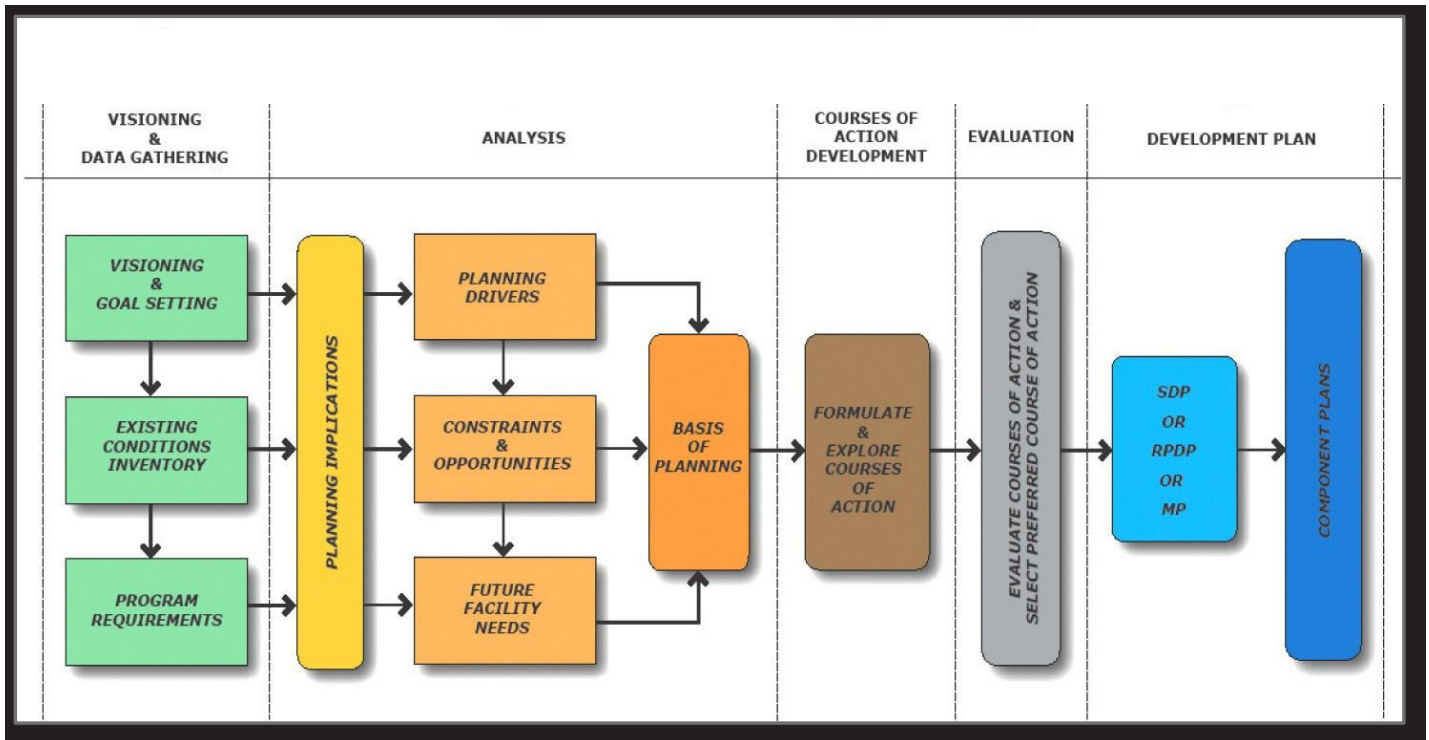 VISIONING
&
DATA GATHERING
ANALYSIS
COURSES OF
ACTION
DEVELOPMENT
EVALUATION
DEVELOPMENT PLAN
VISIONING
&
GOAL SETTING
EXISTING
CONDITIONS
INVENTORY
PROGRAM
REQUIREMENTS
PLANNING IMPLICATIONS
PLANNING
DRIVERS
CONSTRAINTS
&
OPPORTUNITIES
FUTURE
FACILITY
NEEDS
BASIS
OF
PLANNING
FORMULATE
&
EXPLORE
COURSES
OF
ACTION
EVALUATE COURSES OF ACTION &
SELECT PREFERRED COURSE OF ACTION
SDP
OR
RPDP
OR
MP
COMPONENT PLANS